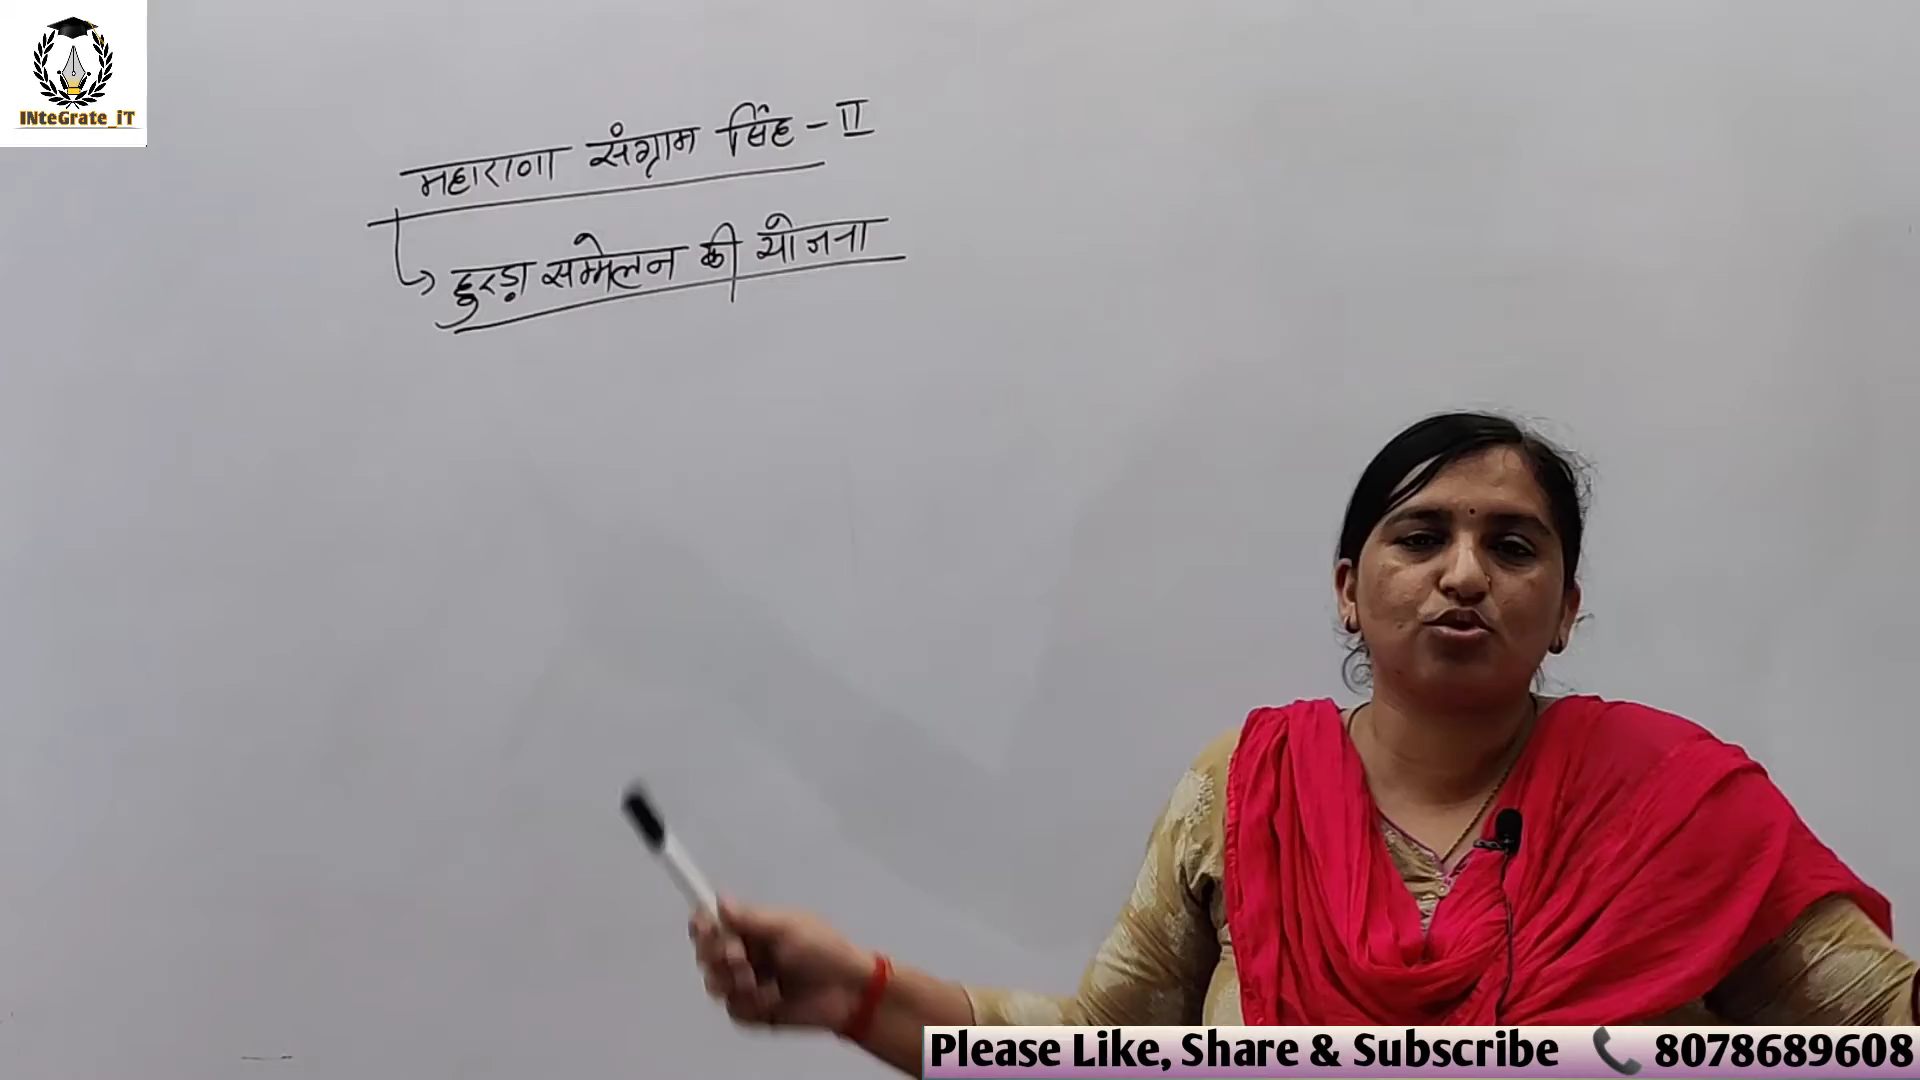 INteGrate_iT
महाराणा संग्राम सिंह - II
हुरड़ा सम्मेलन की योजना
Please Like, Share & Subscribe 8078689608